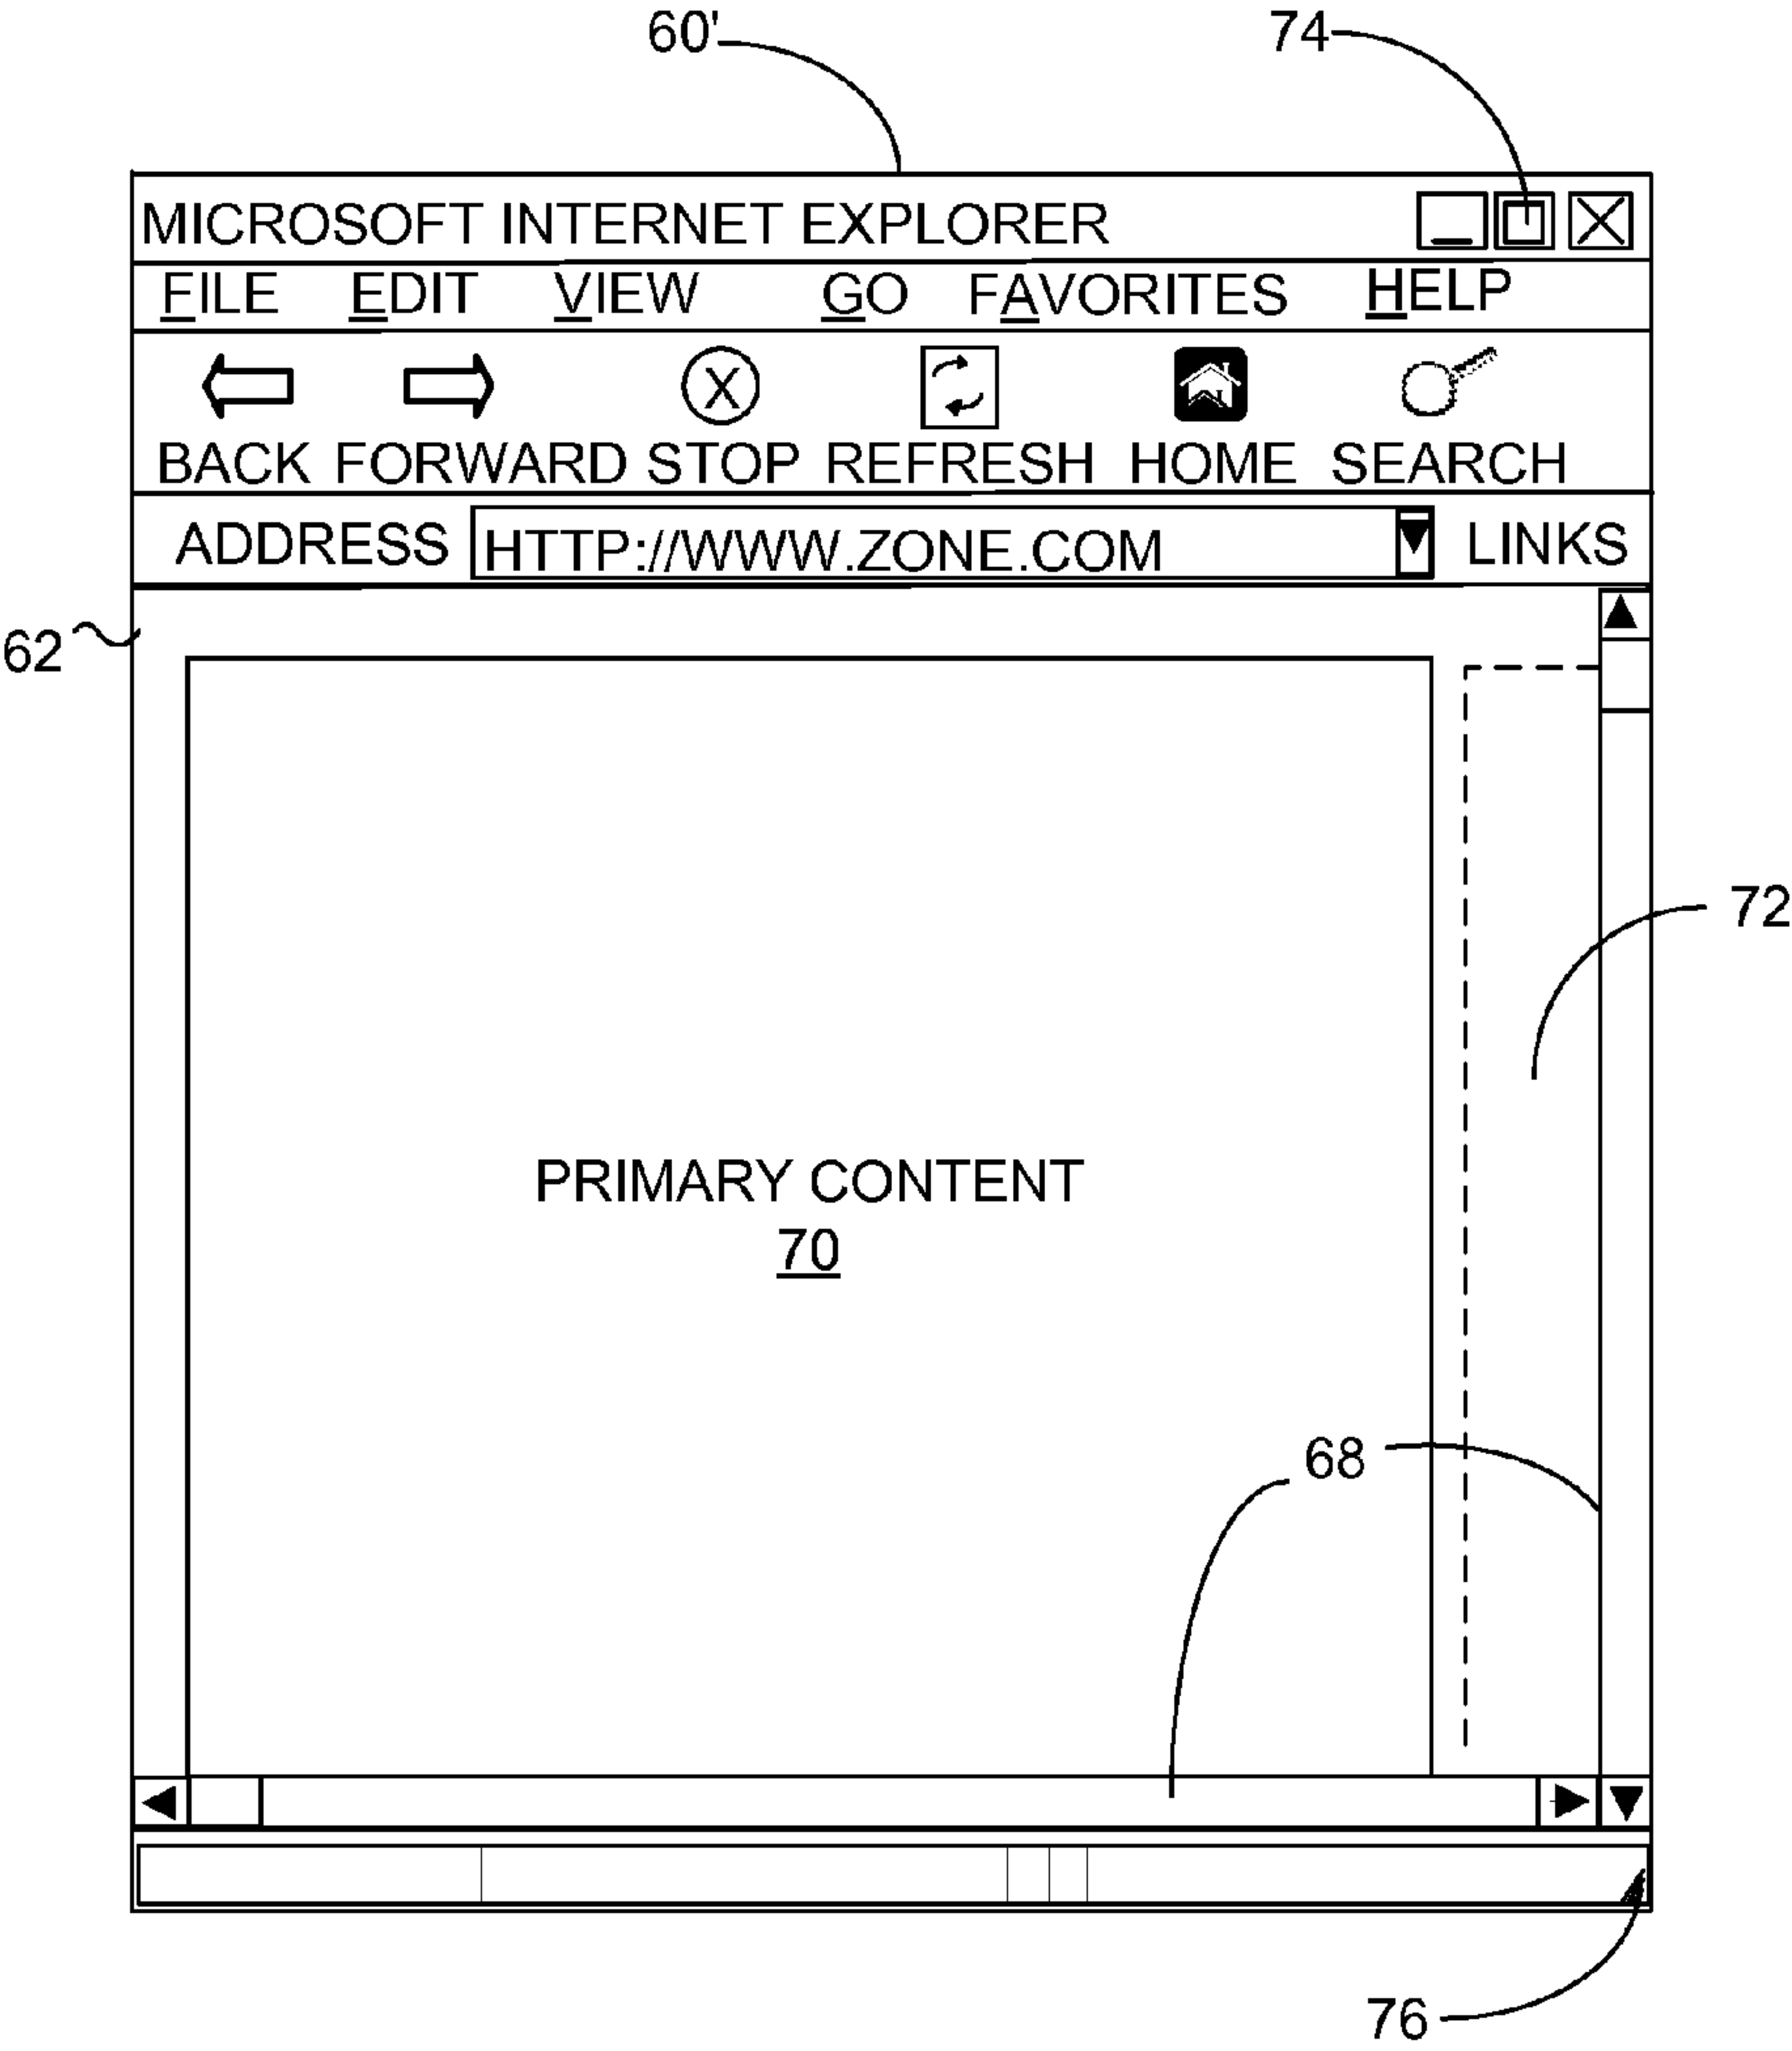 60' 74
MICROSOFT INTERNET EXPLORER
FILE EDIT VIEW GO FAVORITES HELP
X
BACK FORWARD STOP REFRESH HOME SEARCH
ADDRESS HTTP://WWW.ZONE.COM LINKS
62
72
PRIMARY CONTENT
70
68
76